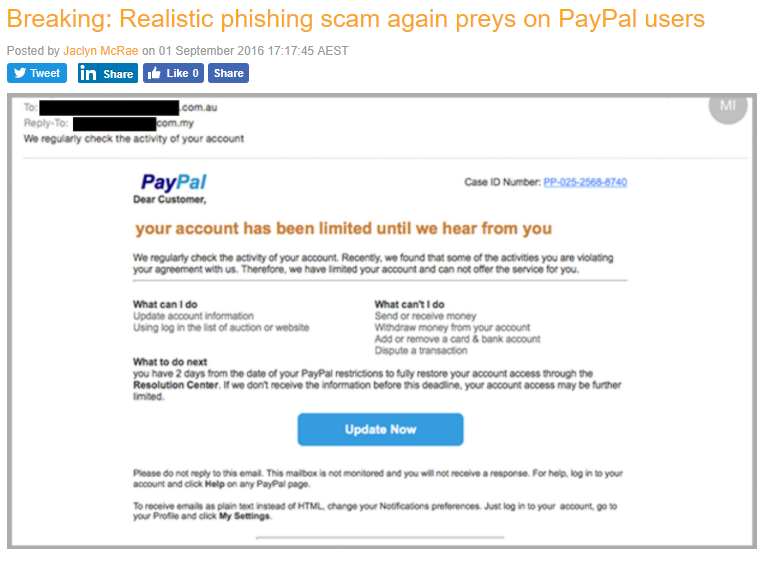 Breaking: Realistic phishing scam again preys on PayPal users
Posted by Jaclyn McRae on 01 September 2016 17:17:45 AEST
Tweet in Share Like 0 Share
To: .com.au
MI
Reply-To: com.my
We regularly check the activity of your account
PayPal
Case ID Number: PP-025-2568-8740
Dear Customer,
your account has been limited until we hear from you
We regularly check the activity of your account. Recently, we found that some of the activities you are violating
your agreement with us. Therefore, we have limited your account and can not offer the service for you.
What can I do
Update account information
Using log in the list of auction or website
What can't I do
Send or receive money
Withdraw money from your account
Add or remove a card & bank account
Dispute a transaction
What to do next
you have 2 days from the date of your PayPal restrictions to fully restore your account access through the
Resolution Center. If we don't receive the information before this deadline, your account access may be further
limited.
Update Now
Please do not reply to this email. This mailbox is not monitored and you will not receive a response. For help, log in to your
account and click Help on any PayPal page.
To receive emails as plain text instead of HTML, change your Notifications preferences. Just log in to your account, go to
your Profile and click My Settings.